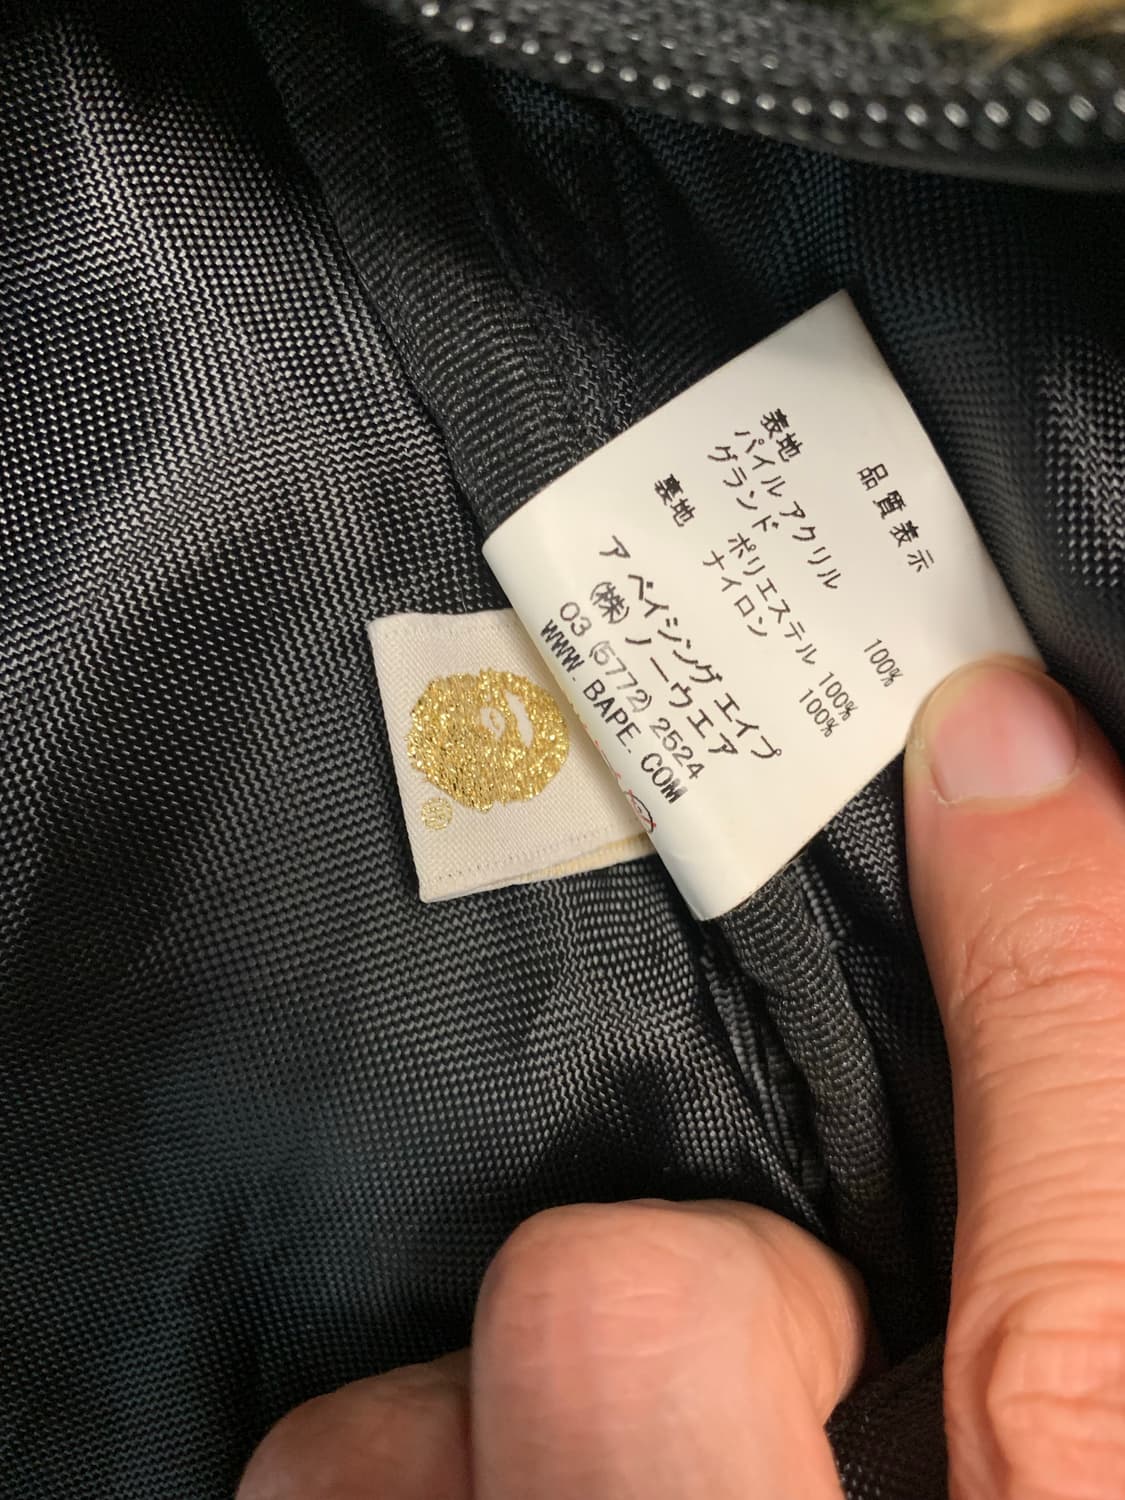 品質表示
表地
パイル アクリル 100%
グランド ポリエステル 100%
裏地 ナイロン 100%
ア ベイシング エイプ
(株) ノーウエア
03 (5772) 2524
WWW. BAPE. COM